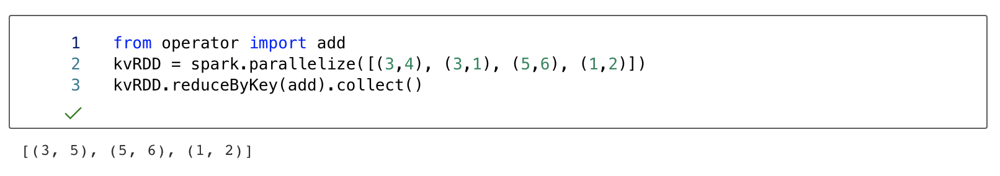 1 from operator import add
2 kvRDD = spark.parallelize([(3,4), (3,1), (5,6), (1,2)])
3 kvRDD.reduceByKey(add).collect()
[(3, 5), (5, 6), (1, 2)]